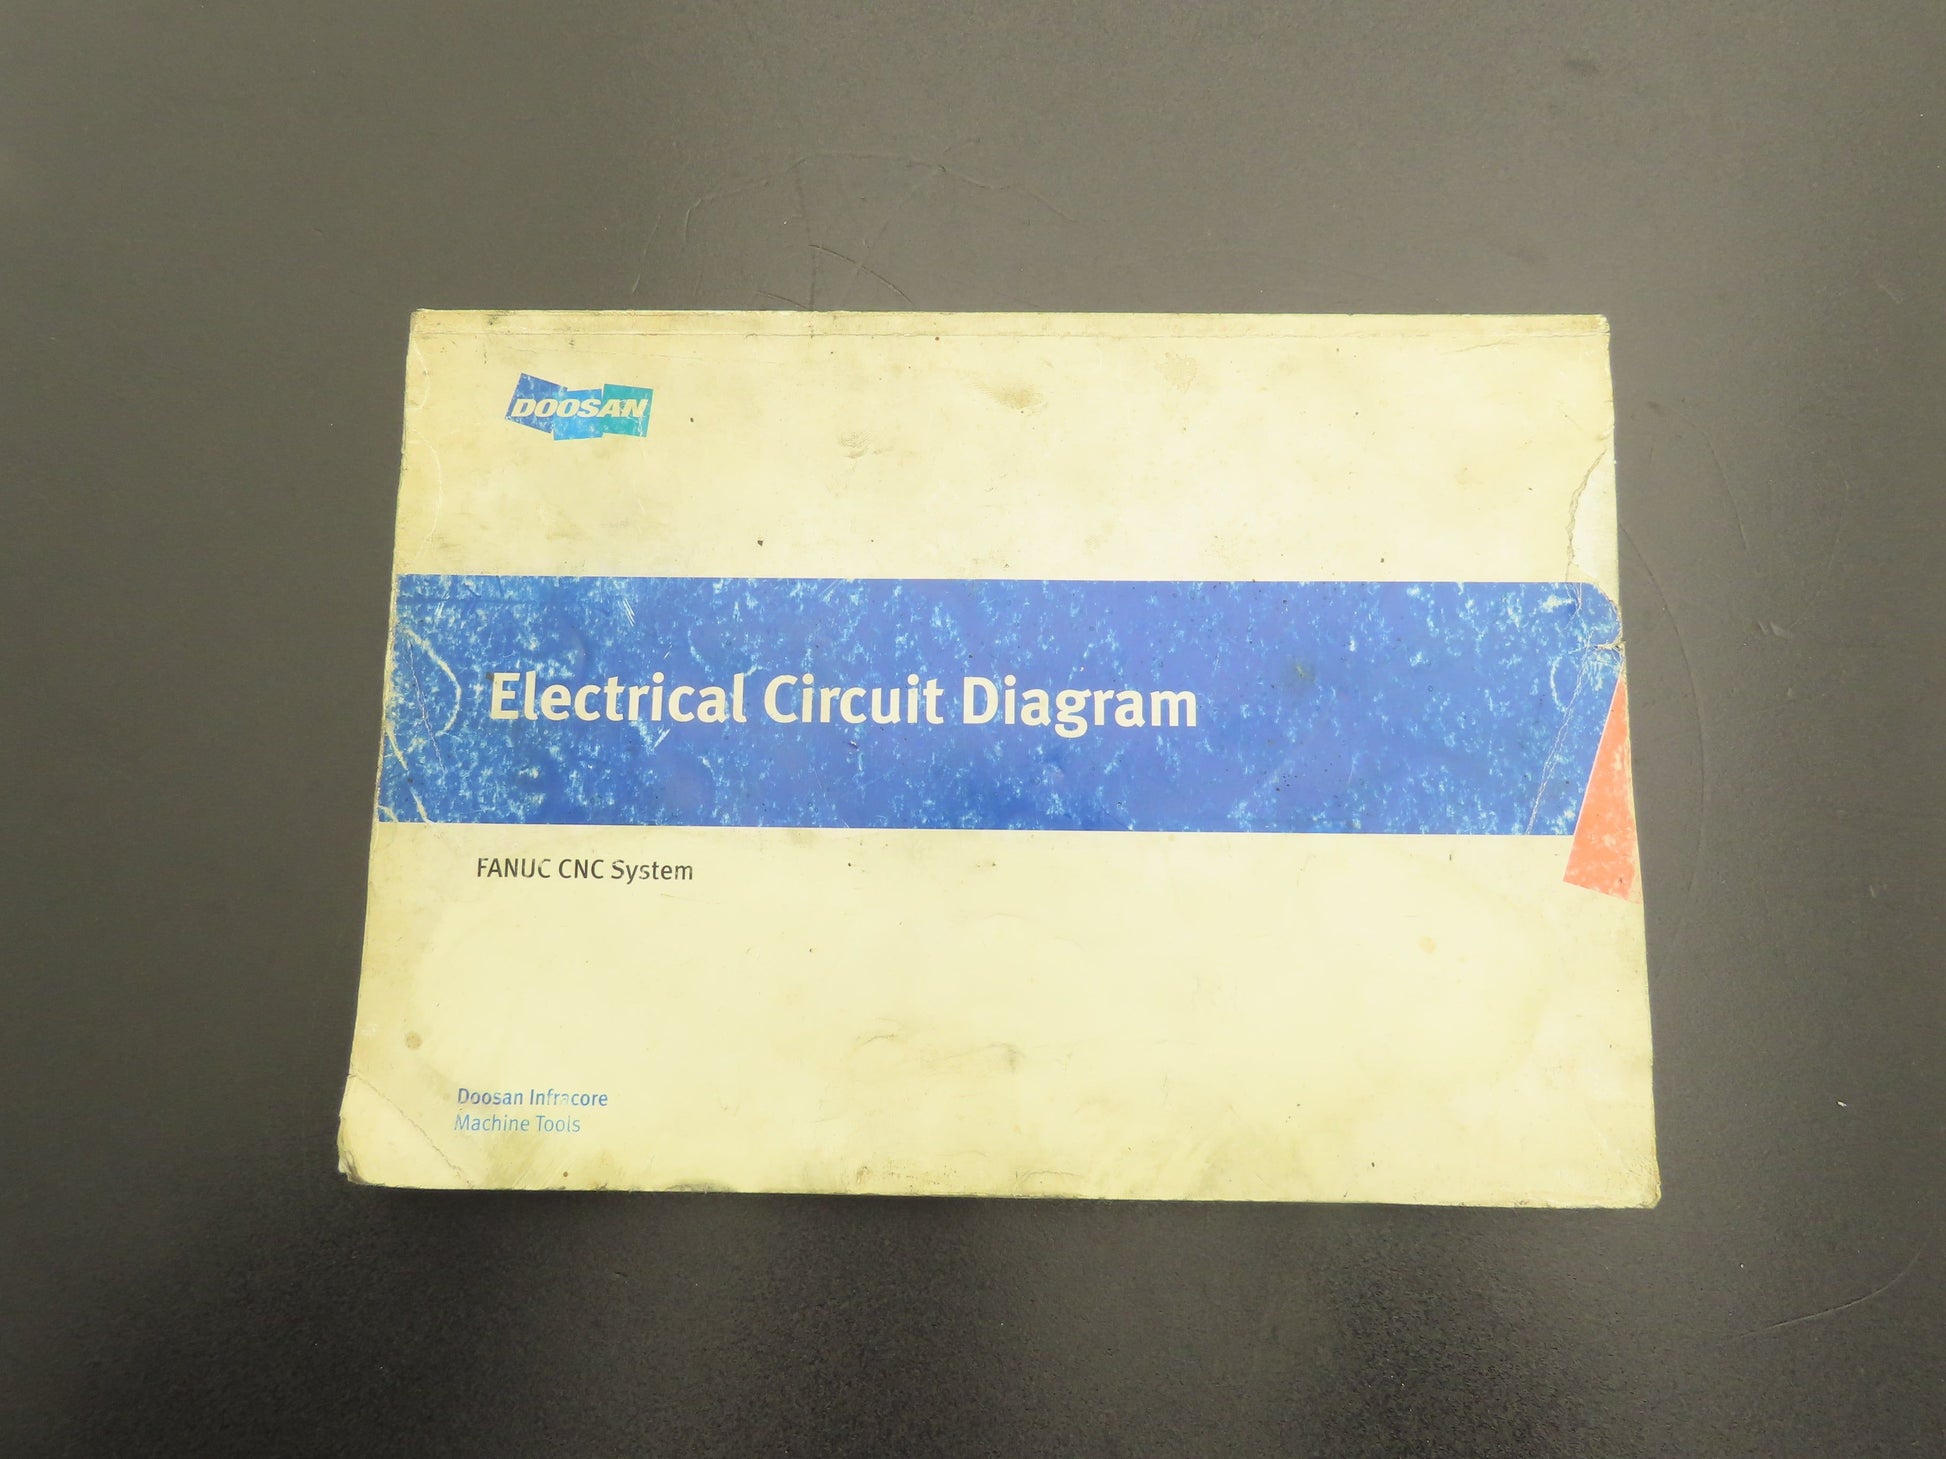 DOOSAN
Electrical Circuit Diagram
FANUC CNC System
Doosan Infracore
Machine Tools